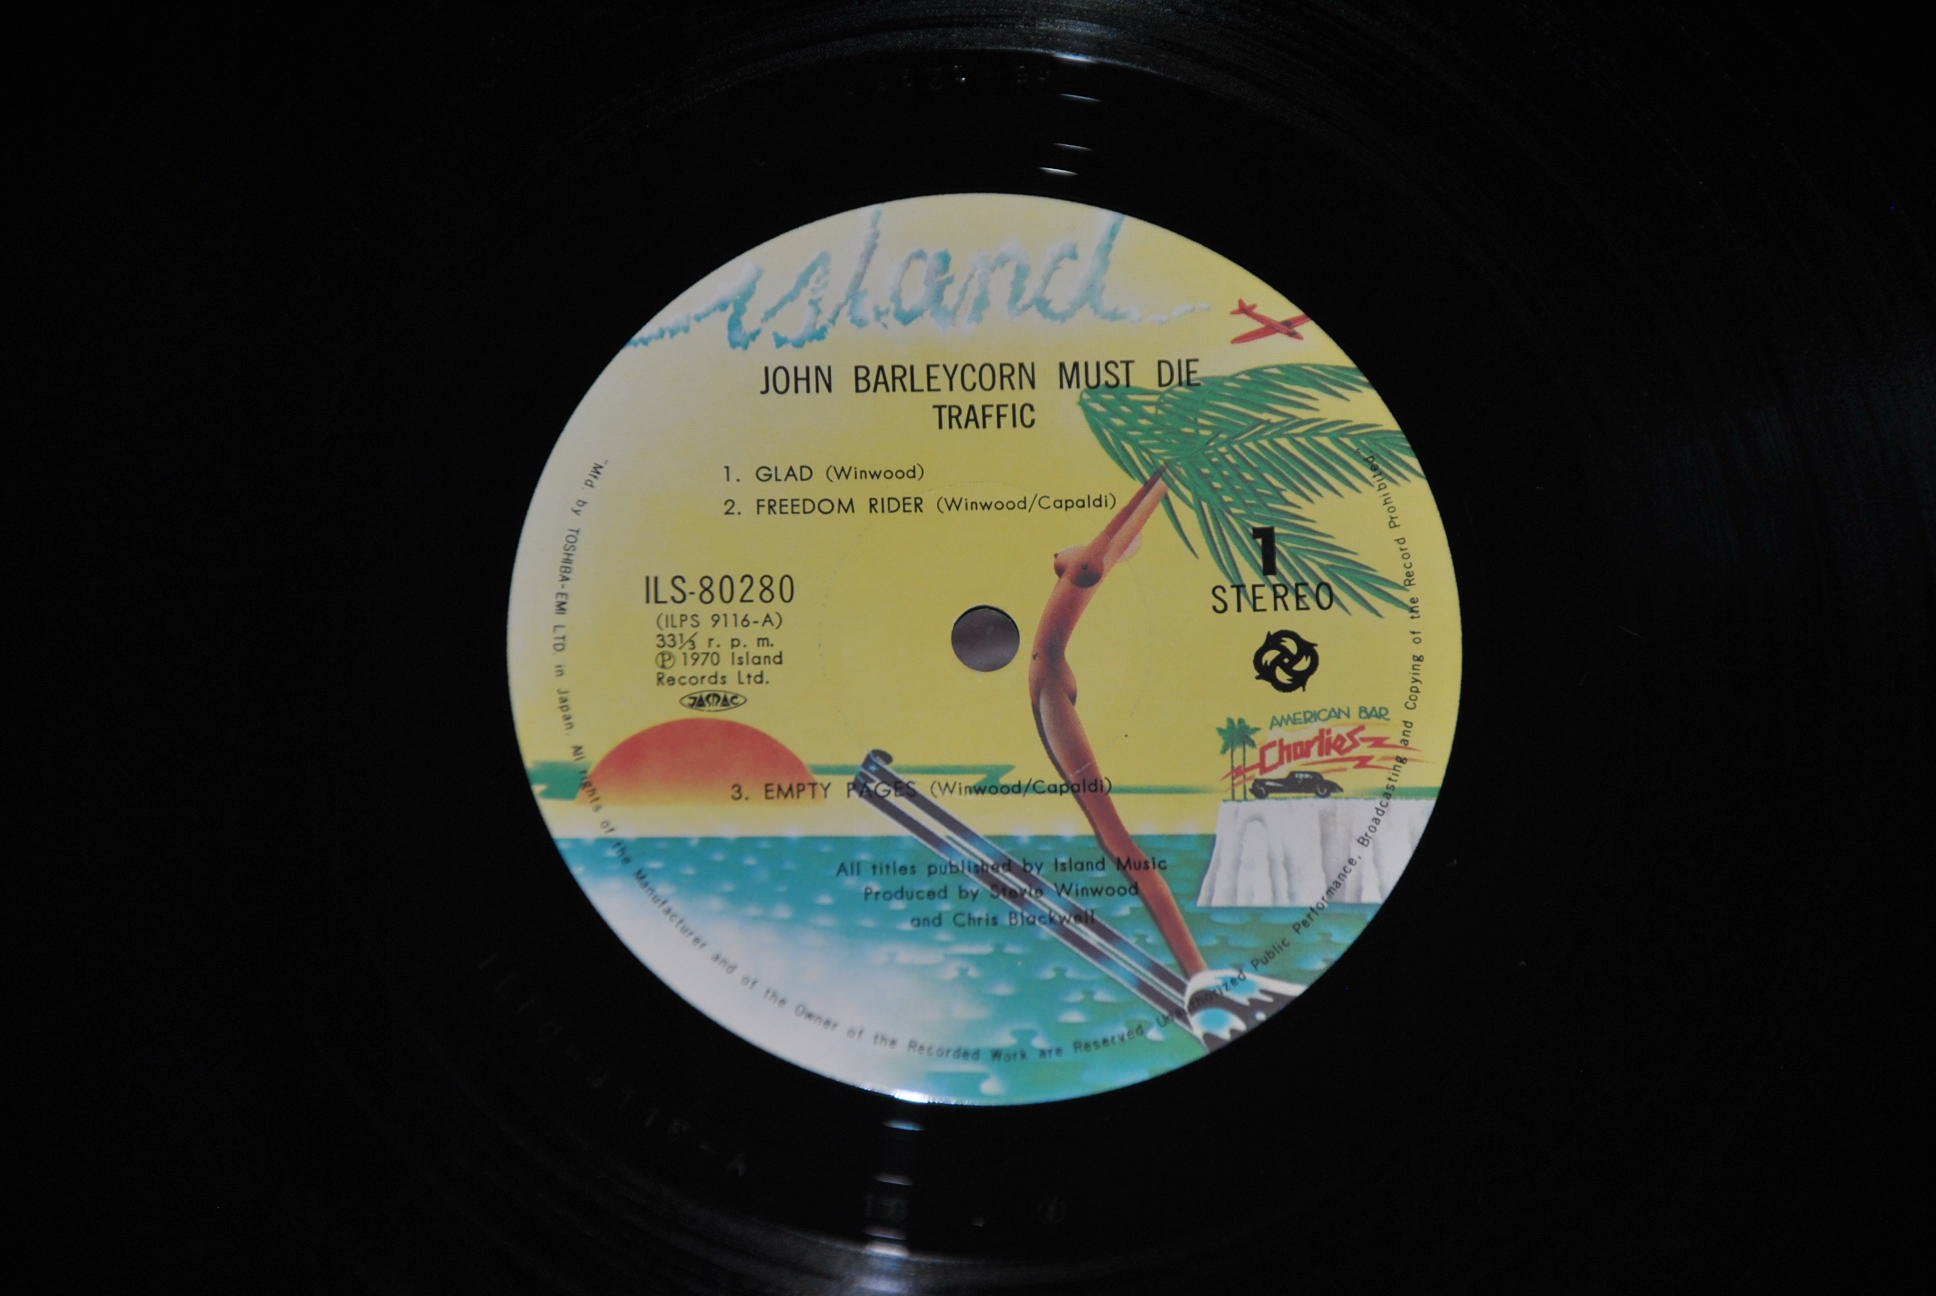 island
JOHN BARLEYCORN MUST DIE
TRAFFIC
1. GLAD (Winwood)
2. FREEDOM RIDER (Winwood/Capaldi)
ILS-80280
(ILPS 9116-A)
33⅓ r. p. m.
Ⓟ 1970 Island
Records Ltd.
JASRAC
1
STEREO
AMERICAN BAR
Charlies
3. EMPTY PAGES (Winwood/Capaldi)
All titles published by Island Music
Produced by Stevie Winwood
and Chris Blackwell
"Mfd. by TOSHIBA-EMI LTD. in Japan. All rights of the Manufacturer and of the Owner of the Recorded Work are Reserved. Unauthorized Public Performance, Broadcasting and Copying of the Record Prohibited"